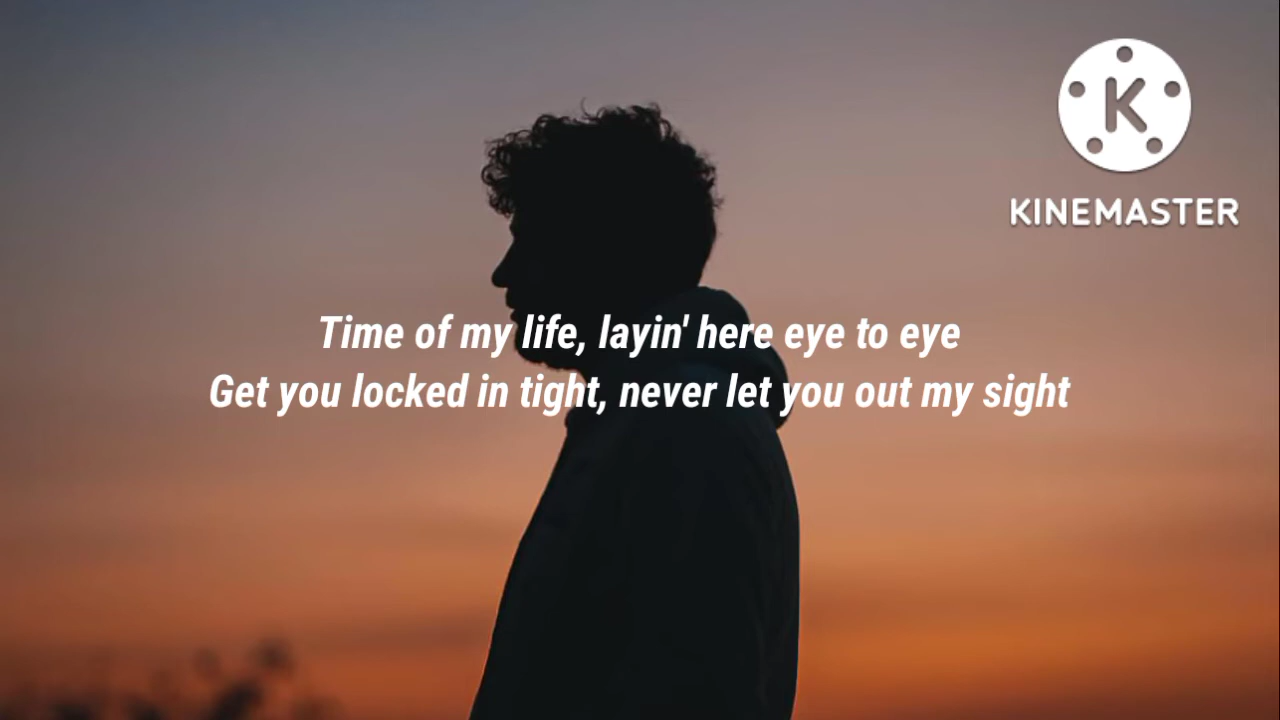 K
KINEMASTER
Time of my life, layin' here eye to eye
Get you locked in tight, never let you out my sight